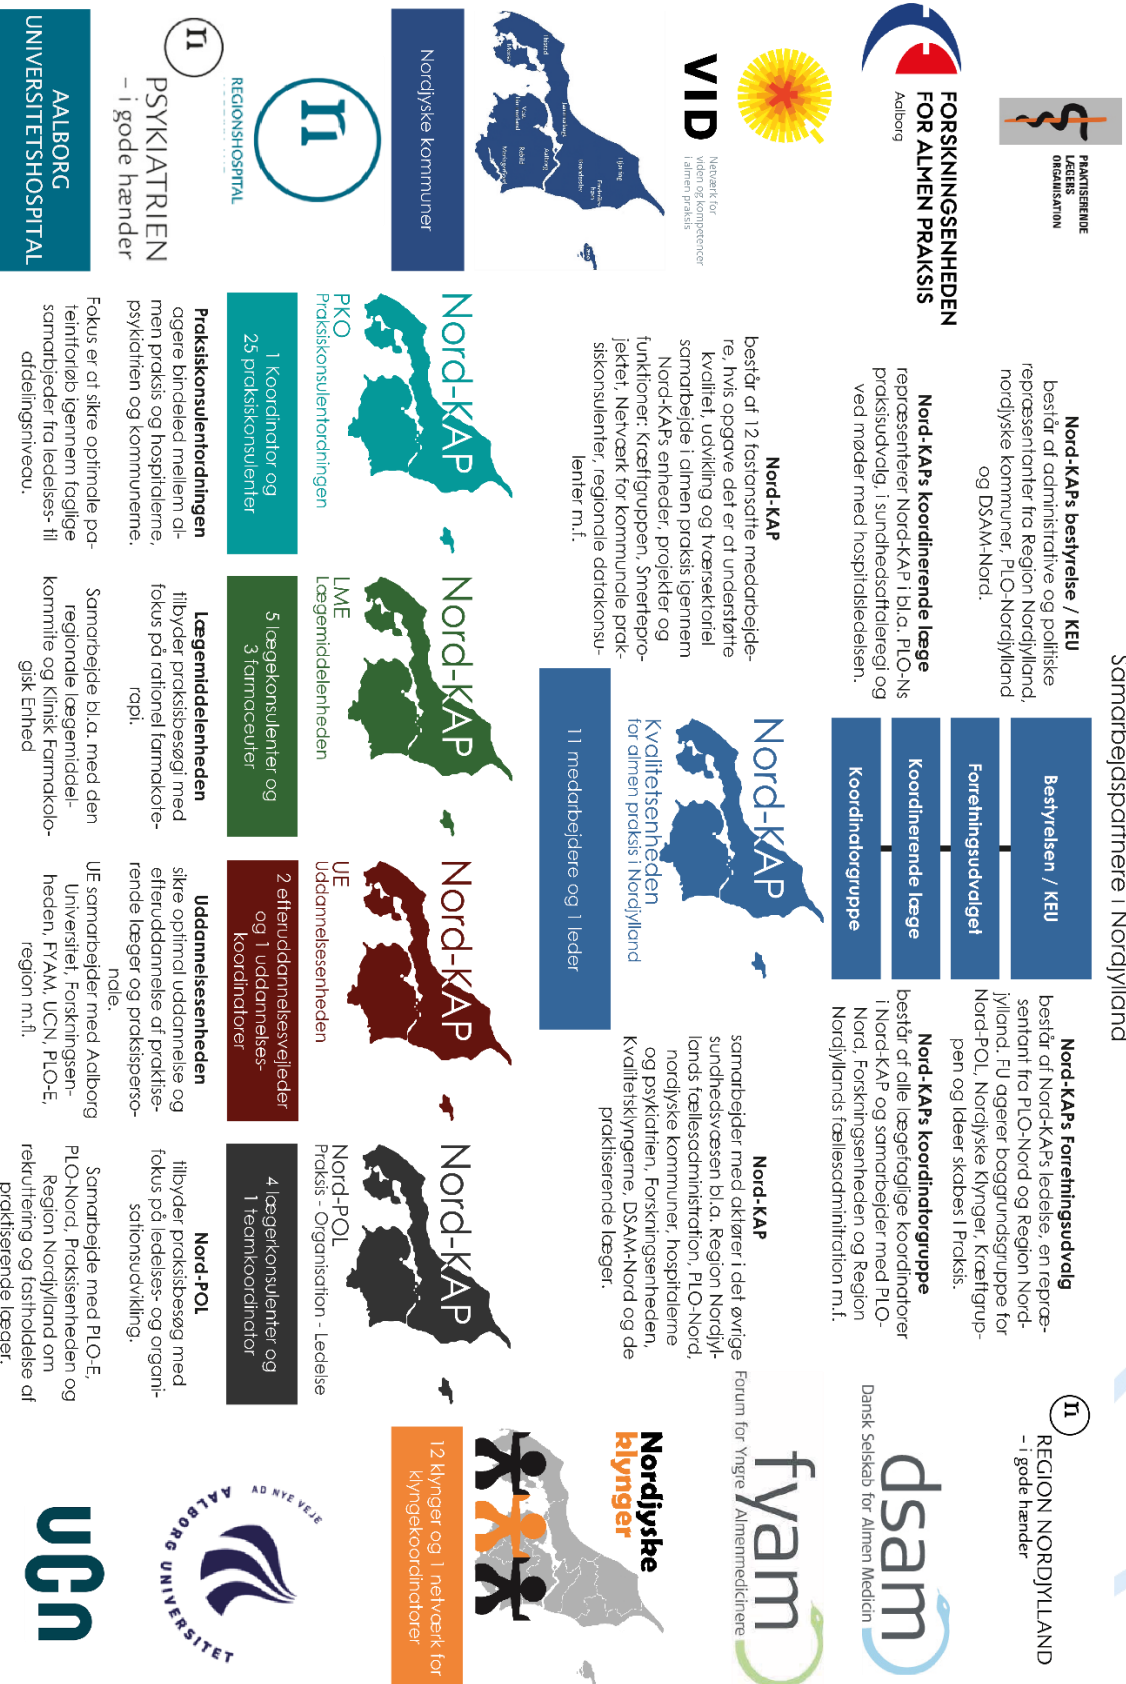 Samarbejdspartnere i Nordjylland
PRAKTISERENDE
LÆGERS
ORGANISATION
Nord-KAPs bestyrelse / KEU
består af administrative og politiske
repræsentanter fra Region Nordjylland,
nordjyske kommuner, PLO-Nordjylland
og DSAM-Nord.
Bestyrelsen / KEU
Forretningsudvalget
Koordinerende læge
Koordinatorgruppe
Nord-KAPs Forretningsudvalg
består af Nord-KAPs ledelse, en repræ-
sentant fra PLO-Nord og Region Nord-
jylland. FU agerer baggrundsgruppe for
Nord-POL, Nordjyske Klynger, Kræftgrup-
pen og Ideer skabes I Praksis.
n
REGION NORDJYLLAND
– i gode hænder
FORSKNINGSENHEDEN
FOR ALMEN PRAKSIS
Aalborg
Nord-KAPs koordinerende læge
repræsenterer Nord-KAP i bl.a. PLO-Ns
praksisudvalg, i sundhedsaftaleregi og
ved møder med hospitalsledelsen.
Nord-KAPs koordinatorgruppe
består af alle lægefaglige koordinatorer
i Nord-KAP og samarbejder med PLO-
Nord, Forskningsenheden og Region
Nordjyllands fællesadminitration m.f.
dsam
Dansk Selskab for Almen Medicin
VID
Netværk for
viden og kompetencer
i almen praksis
Nord-KAP
består af 12 fastansatte medarbejde-
re, hvis opgave det er at understøtte
kvalitet, udvikling og tværsektoriel
samarbejde i almen praksis igennem
Nord-KAPs enheder, projekter og
funktioner: Kræftgruppen, Smertepro-
jektet, Netværk for kommunale prak-
siskonsulenter, regionale datakonsu-
lenter m.f.
Nord-KAP
Kvalitetsenheden
for almen praksis i Nordjylland
11 medarbejdere og 1 leder
Nord-KAP
samarbejder med aktører i det øvrige
sundhedsvæsen bl.a. Region Nordjyl-
lands fællesadministration, PLO-Nord,
nordjyske kommuner, hospitalerne
og psykiatrien, Forskningsenheden,
Kvalitetsklyngerne, DSAM-Nord og de
praktiserende læger.
fyam
Forum for Yngre Almenmedicinere
Thisted
Morsø
Jammerbugt
Hjørring
Brønderslev
Aalborg
Rebild
Mariagerfjord
Nordjyske kommuner
Nordjyske
klynger
12 klynger og 1 netværk for
klyngekoordinatorer
n
REGIONSHOSPITAL
n
PSYKIATRIEN
– i gode hænder
AALBORG
UNIVERSITETSHOSPITAL
Nord-KAP
PKO
Praksiskonsulentordningen
1 Koordinator og
25 praksiskonsulenter
Praksiskonsulentordningen
agere bindeled mellem al-
men praksis og hospitalerne,
psykiatrien og kommunerne.
Fokus er at sikre optimale pa-
teintforløb igennem faglige
samarbjeder fra ledelses- til
afdelingsniveau.
Nord-KAP
LME
Lægemiddelenheden
5 lægekonsulenter og
3 farmaceuter
Lægemiddelenheden
tilbyder praksisbesøgi med
fokus på rationel farmakote-
rapi.
Samarbejde bl.a. med den
regionale lægemiddel-
kommite og Klinisk Farmakolo-
gisk Enhed
Nord-KAP
UE
Uddannelsesenheden
2 efteruddannelsesvejleder
og 1 uddannelses-
koordinatorer
Uddannelsesenheden
sikre optimal uddannelse og
efteruddannelse af praktise-
rende læger og praksisperso-
nale.
UE samarbejder med Aalborg
Universitet, Forskningsen-
heden, FYAM, UCN, PLO-E,
region m.fl.
Nord-KAP
Nord-POL
Praksis - Organisation - Ledelse
4 lægerkonsulenter og
1 teamkoordinator
Nord-POL
tilbyder praksisbesøg med
fokus på ledelses- og organi-
sationsudvikling.
Samarbejde med PLO-E,
PLO-Nord, Praksisenheden og
Region Nordjylland om
rekruttering og fastholdelse af
praktiserende læger.
AD NYE VEJE
AALBORG UNIVERSITET
ucn